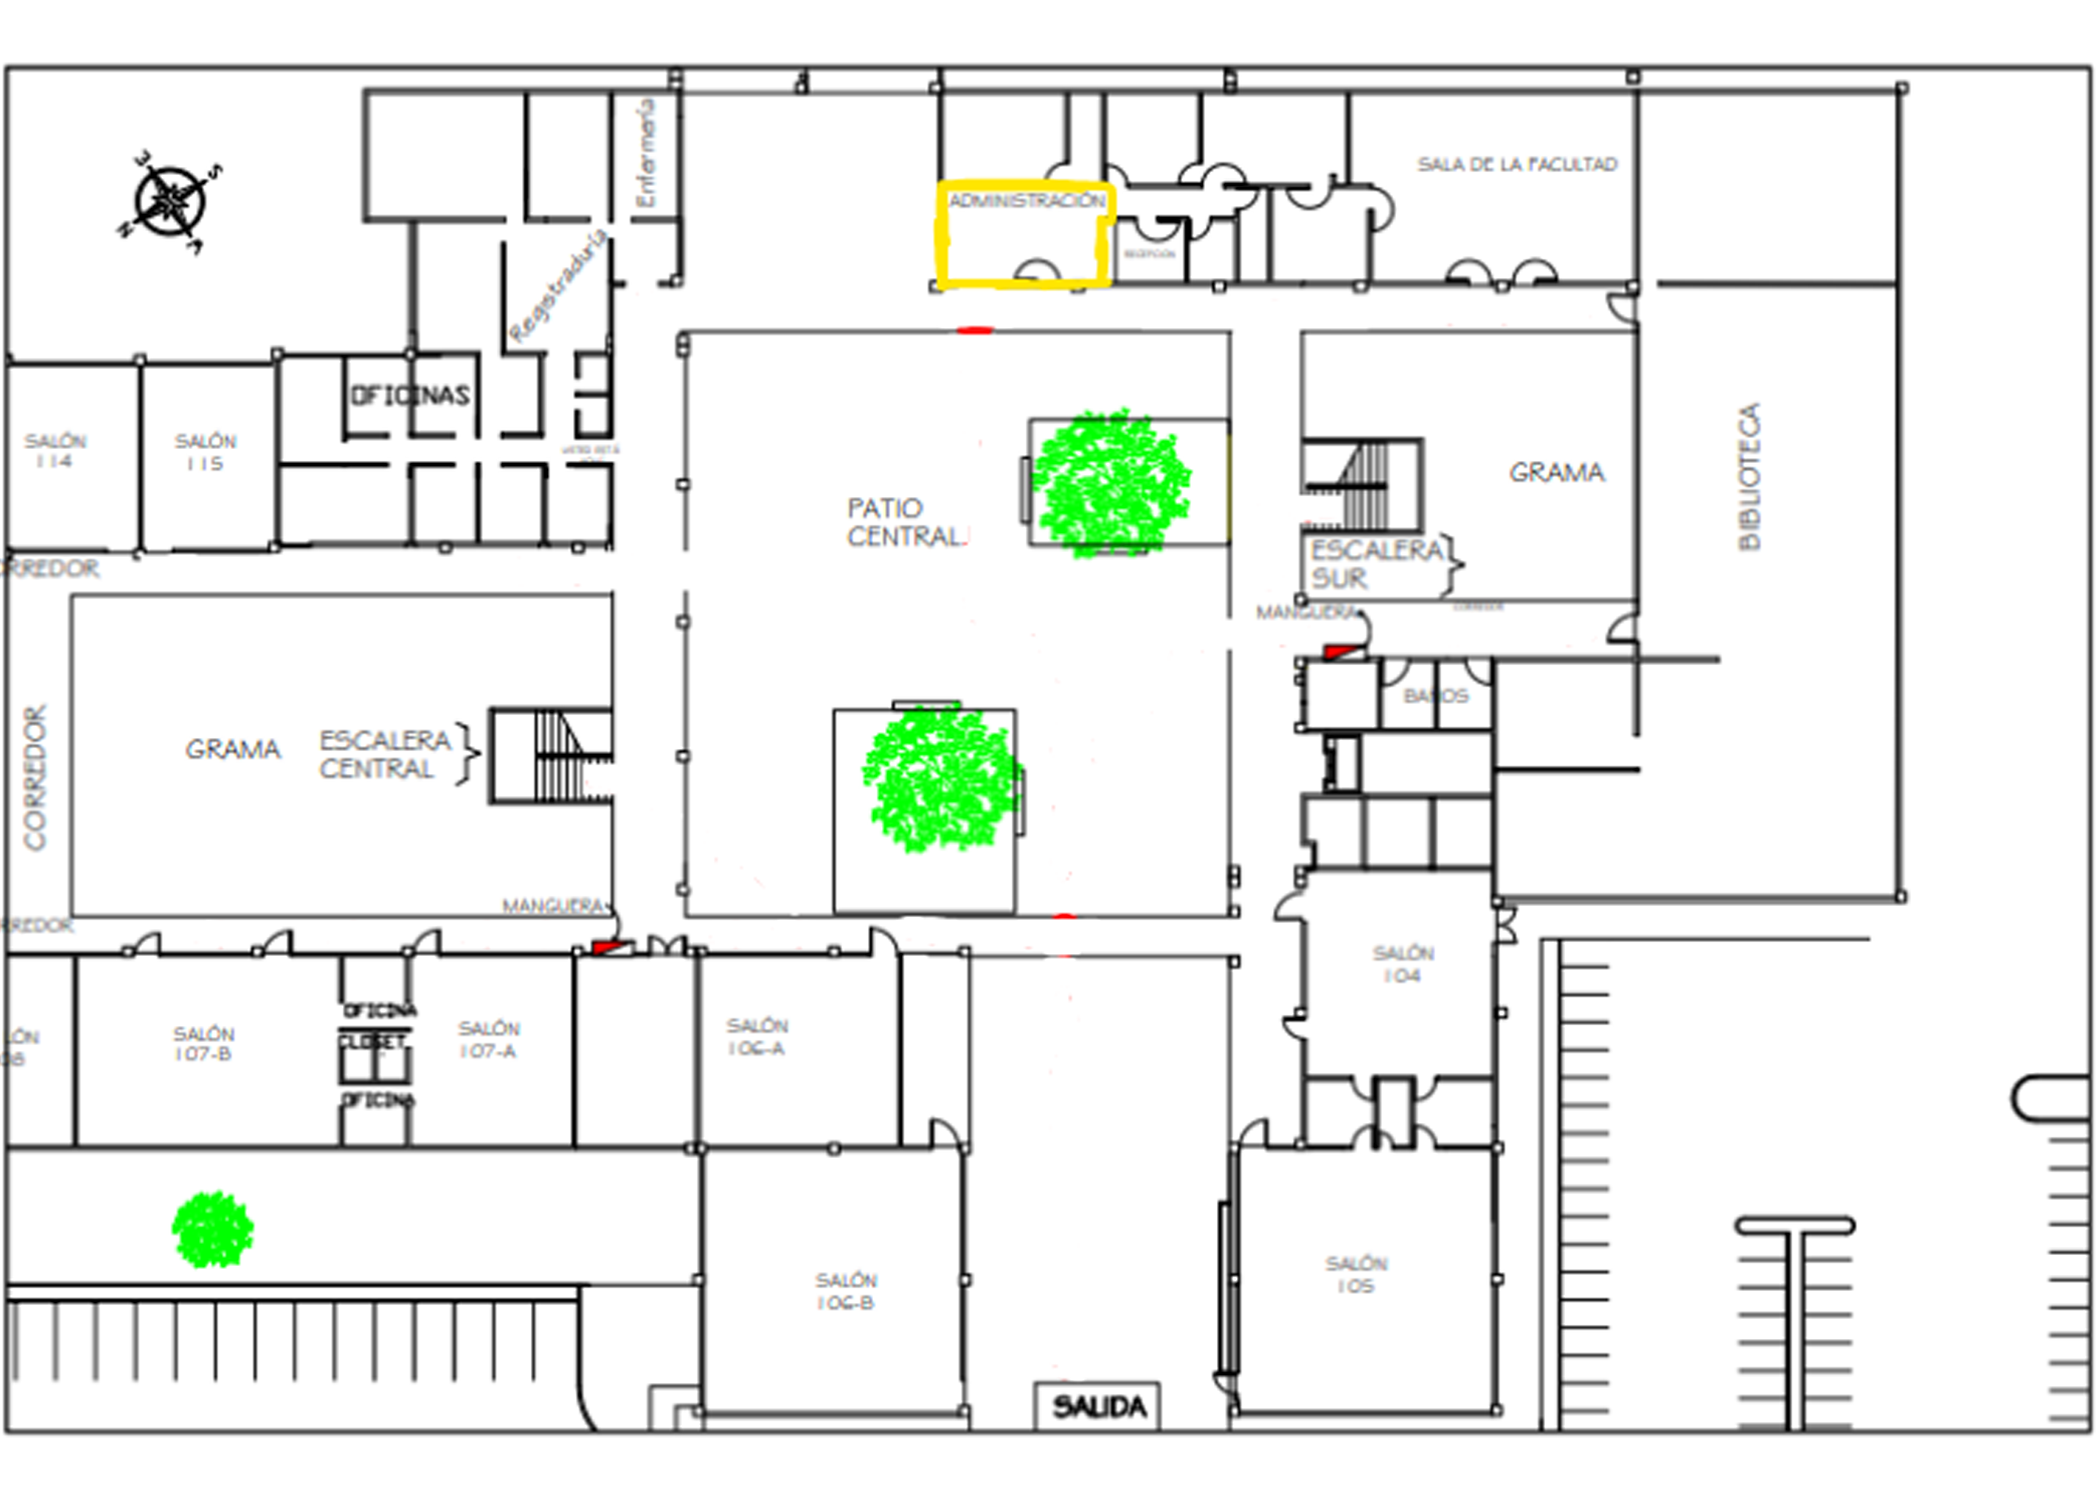 Enfermería
SALA DE LA FACULTAD
ADMINISTRACIÓN
RECEPCION
S
N
Registraduría
OFICINAS
SALÓN
114
SALÓN
115
PATIO
CENTRAL
GRAMA
BIBLIOTECA
ESCALERA
SUR
RREDOR
MANGUERA
CORREDOR
BAÑOS
CORREDOR
GRAMA
ESCALERA
CENTRAL
MANGUERA
RREDOR
SALÓN
104
OFICINA
CLOSET
OFICINA
SALÓN
107-B
SALÓN
107-A
SALÓN
106-A
LÓN
08
SALÓN
106-B
SALÓN
105
SALIDA